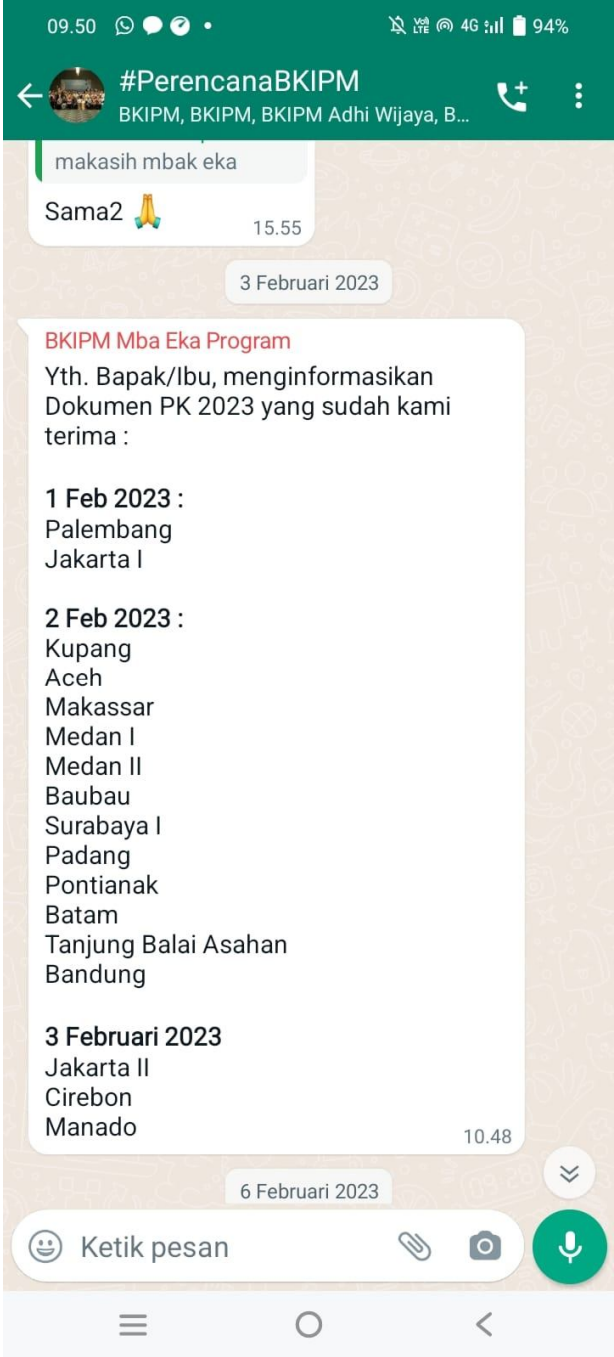 09.50
Vo) LTE 4G 94%
#PerencanaBKIPM
BKIPM, BKIPM, BKIPM Adhi Wijaya, B...
makasih mbak eka
Sama2 🙏
15.55
3 Februari 2023
BKIPM Mba Eka Program
Yth. Bapak/Ibu, menginformasikan
Dokumen PK 2023 yang sudah kami
terima :
1 Feb 2023 :
Palembang
Jakarta I
2 Feb 2023 :
Kupang
Aceh
Makassar
Medan I
Medan II
Baubau
Surabaya I
Padang
Pontianak
Batam
Tanjung Balai Asahan
Bandung
3 Februari 2023
Jakarta II
Cirebon
Manado
10.48
6 Februari 2023
Ketik pesan